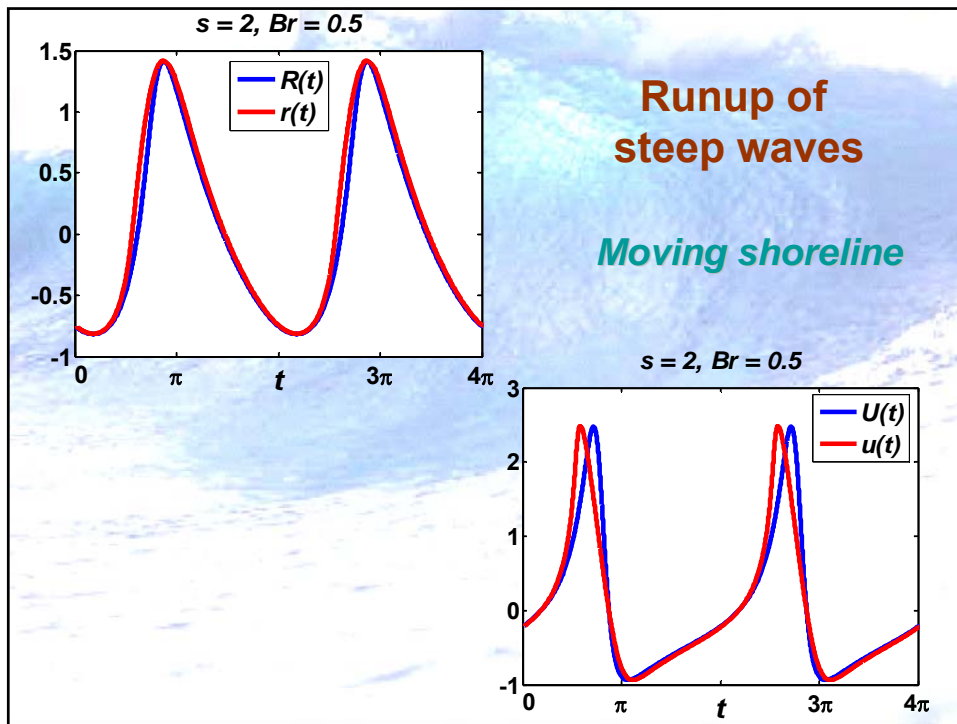 s = 2, Br = 0.5
1.5
1
0.5
0
-0.5
-1
R(t)
r(t)
0 π t 3π 4π
Runup of
steep waves
Moving shoreline
s = 2, Br = 0.5
3
2
1
0
-1
U(t)
u(t)
0 π t 3π 4π